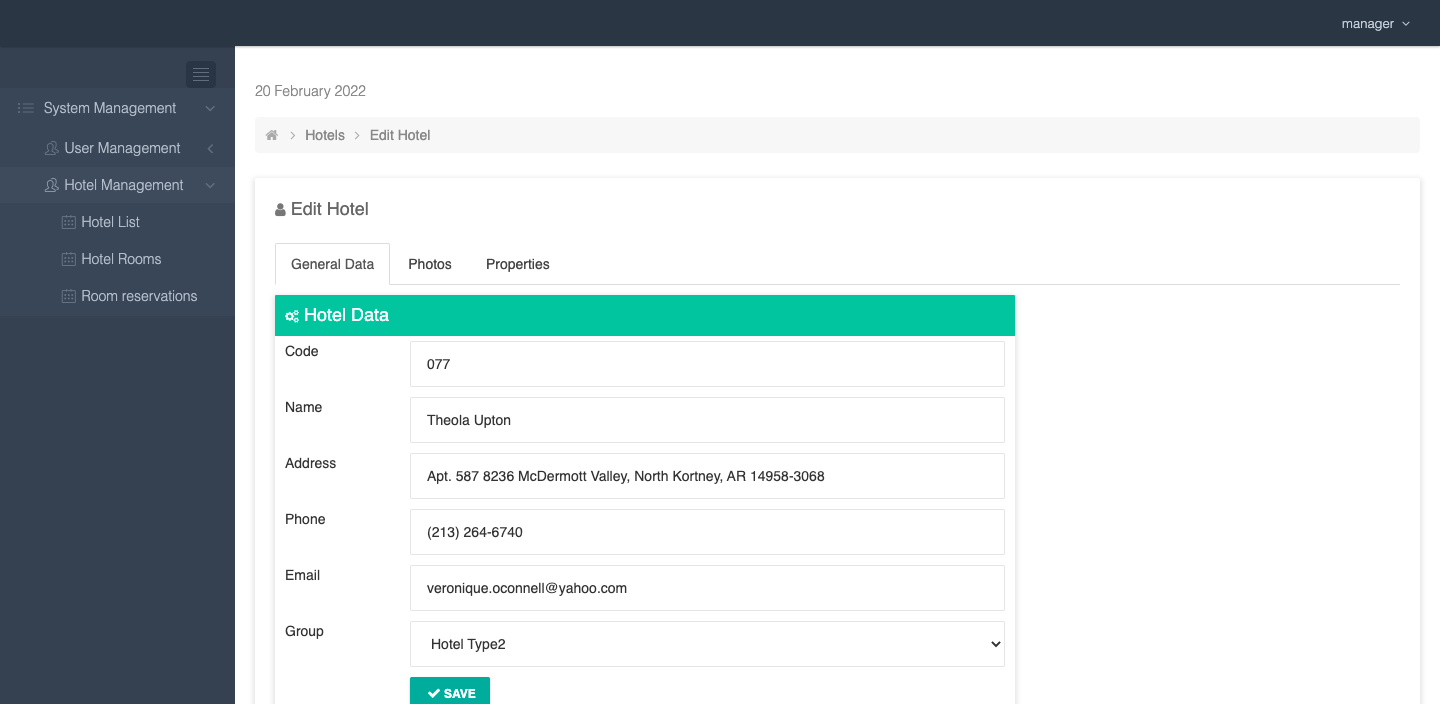 manager
System Management
User Management
Hotel Management
Hotel List
Hotel Rooms
Room reservations
20 February 2022
Hotels
Edit Hotel
Edit Hotel
General Data
Photos
Properties
Hotel Data
Code
077
Name
Theola Upton
Address
Apt. 587 8236 McDermott Valley, North Kortney, AR 14958-3068
Phone
(213) 264-6740
Email
veronique.oconnell@yahoo.com
Group
Hotel Type2
SAVE